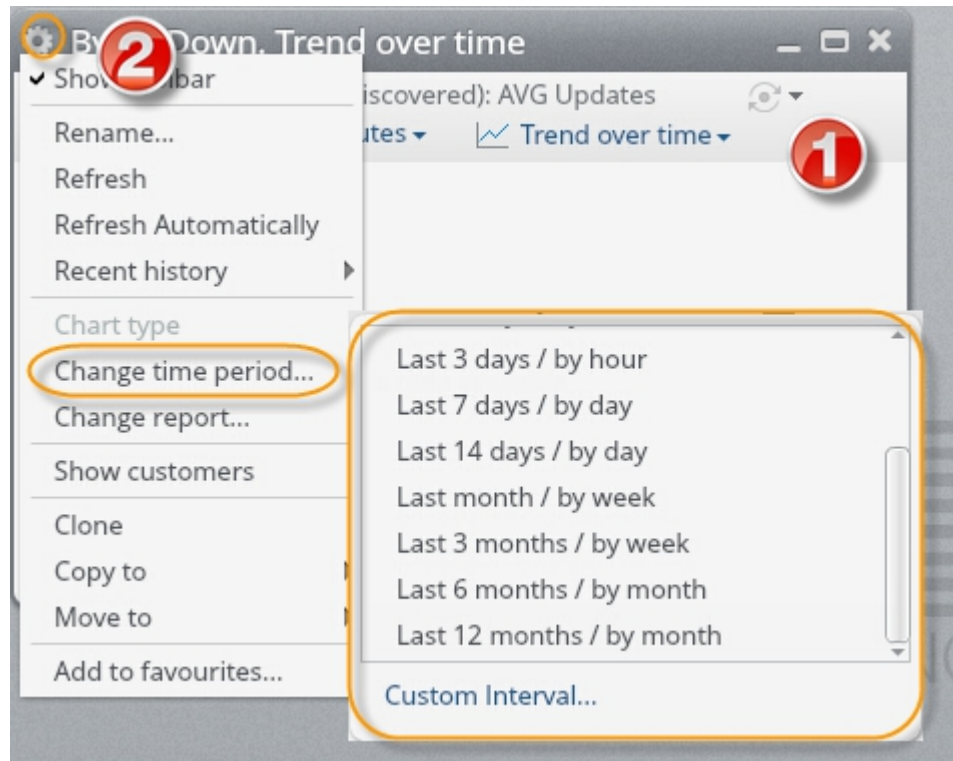 By Down. Trend over time
2
Show bar
iscovered): AVG Updates
utes
Trend over time
1
Rename...
Refresh
Refresh Automatically
Recent history
Chart type
Change time period...
Change report...
Show customers
Clone
Copy to
Move to
Add to favourites...
Last 3 days / by hour
Last 7 days / by day
Last 14 days / by day
Last month / by week
Last 3 months / by week
Last 6 months / by month
Last 12 months / by month
Custom Interval...